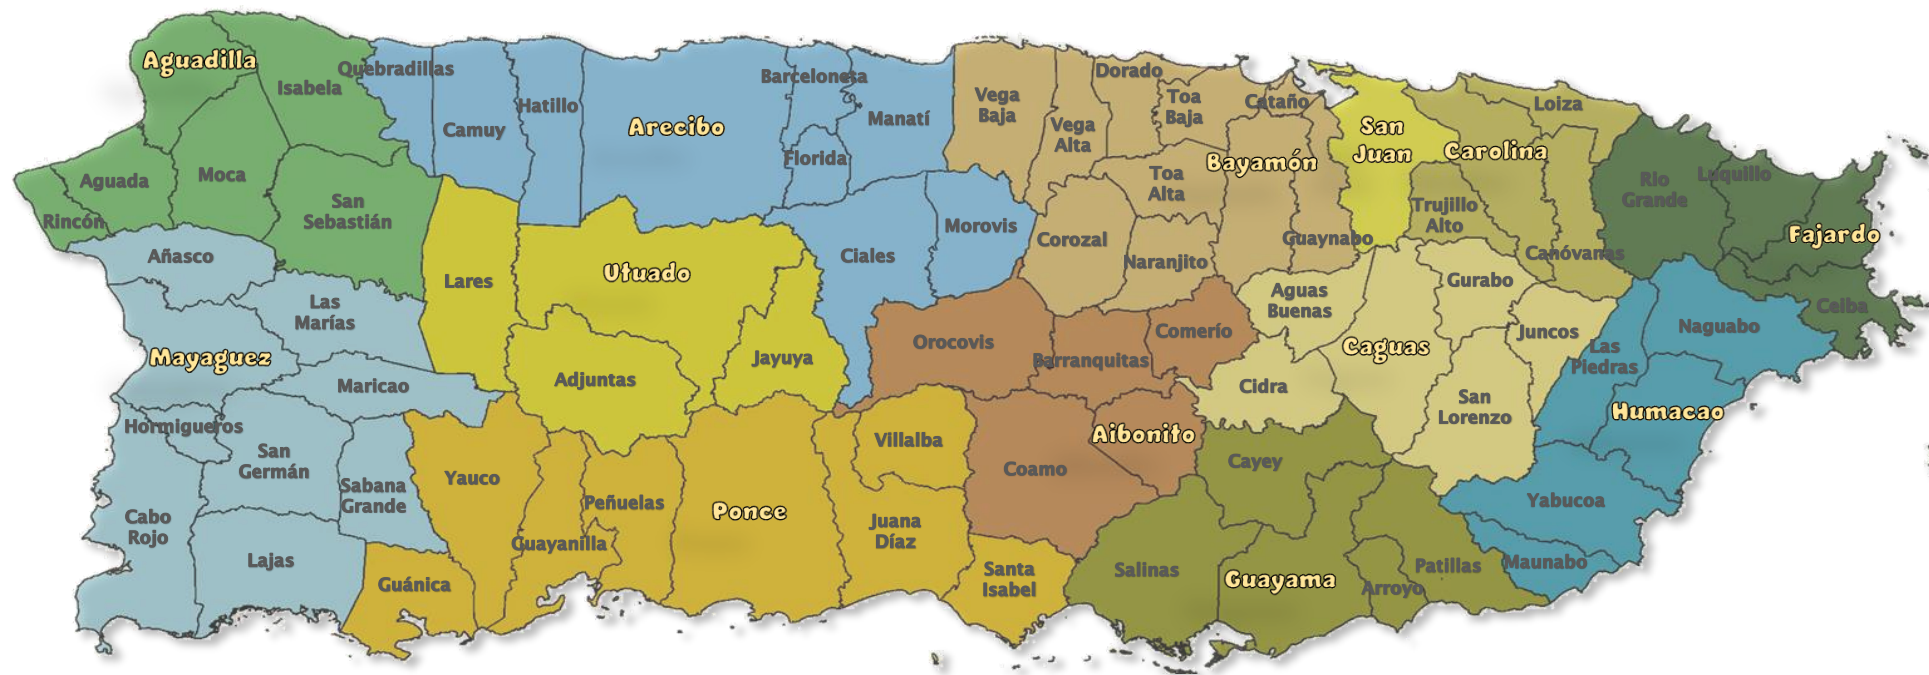 Aguadilla
Isabela
Quebradillas
Camuy
Hatillo
Arecibo
Barceloneta
Manatí
Florida
Vega
Baja
Vega
Alta
Dorado
Toa
Baja
Cataño
San
Juan
Carolina
Loiza
Bayamón
Toa
Alta
Aguada
Moca
San
Sebastián
Rincón
Añasco
Las
Marías
Lares
Utuado
Ciales
Morovis
Corozal
Naranjito
Guaynabo
Trujillo
Alto
Canóvanas
Rio
Grande
Luquillo
Fajardo
Ceiba
Mayaguez
Maricao
Adjuntas
Jayuya
Orocovis
Barranquitas
Comerío
Aguas
Buenas
Gurabo
Caguas
Juncos
Las
Piedras
Naguabo
Hormigueros
San
Germán
Sabana
Grande
Yauco
Peñuelas
Ponce
Villalba
Coamo
Aibonito
Cidra
Cayey
San
Lorenzo
Humacao
Cabo
Rojo
Lajas
Guánica
Guayanilla
Juana
Díaz
Santa
Isabel
Salinas
Guayama
Arroyo
Patillas
Yabucoa
Maunabo